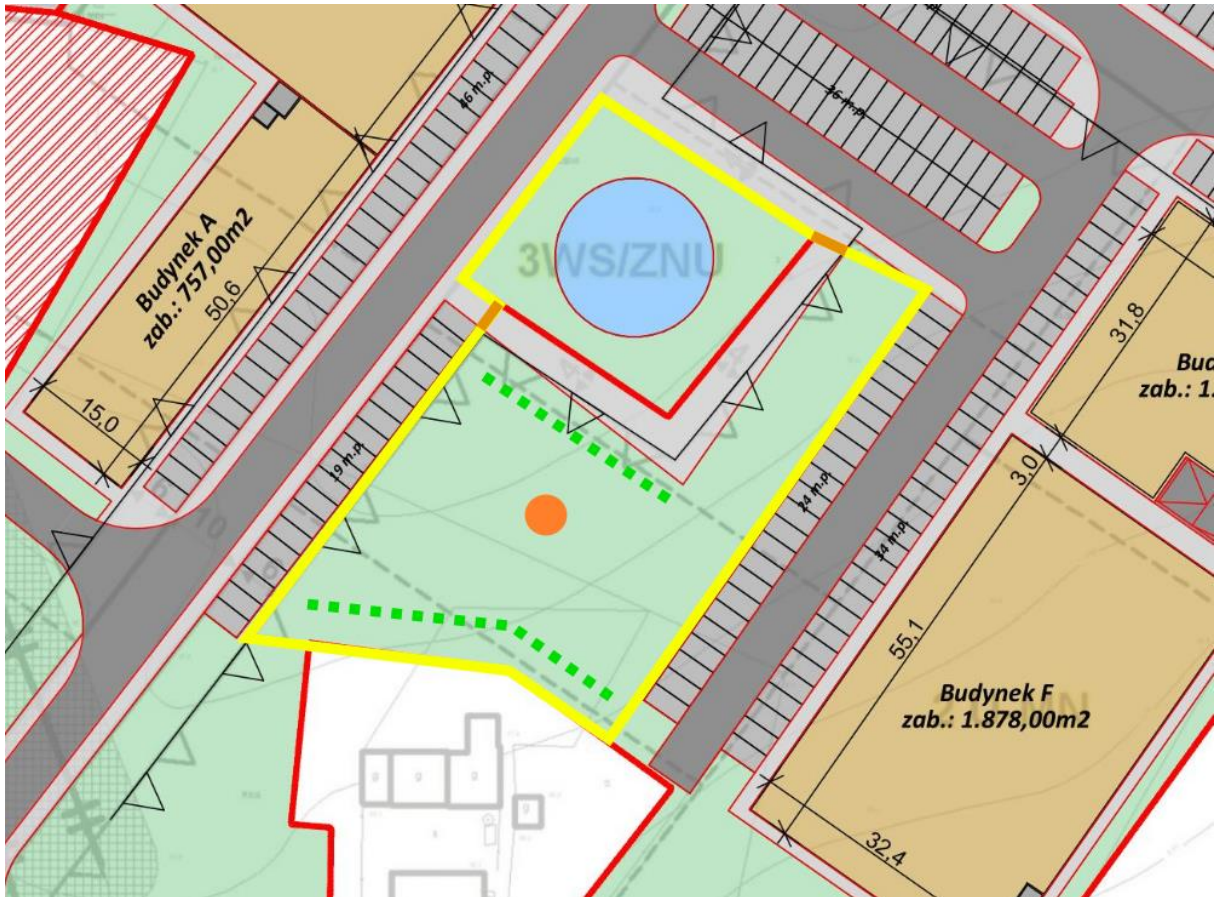 46 m.p.
36 m.p.
Budynek A
zab.: 757,00m2
50,6
15,0
3WS/ZNU
19 m.p.
24 m.p.
34 m.p.
31,8
Bud
zab.: 1.
3,0
55,1
Budynek F
zab.: 1.878,00m2
32,4
10
g
g
g
g